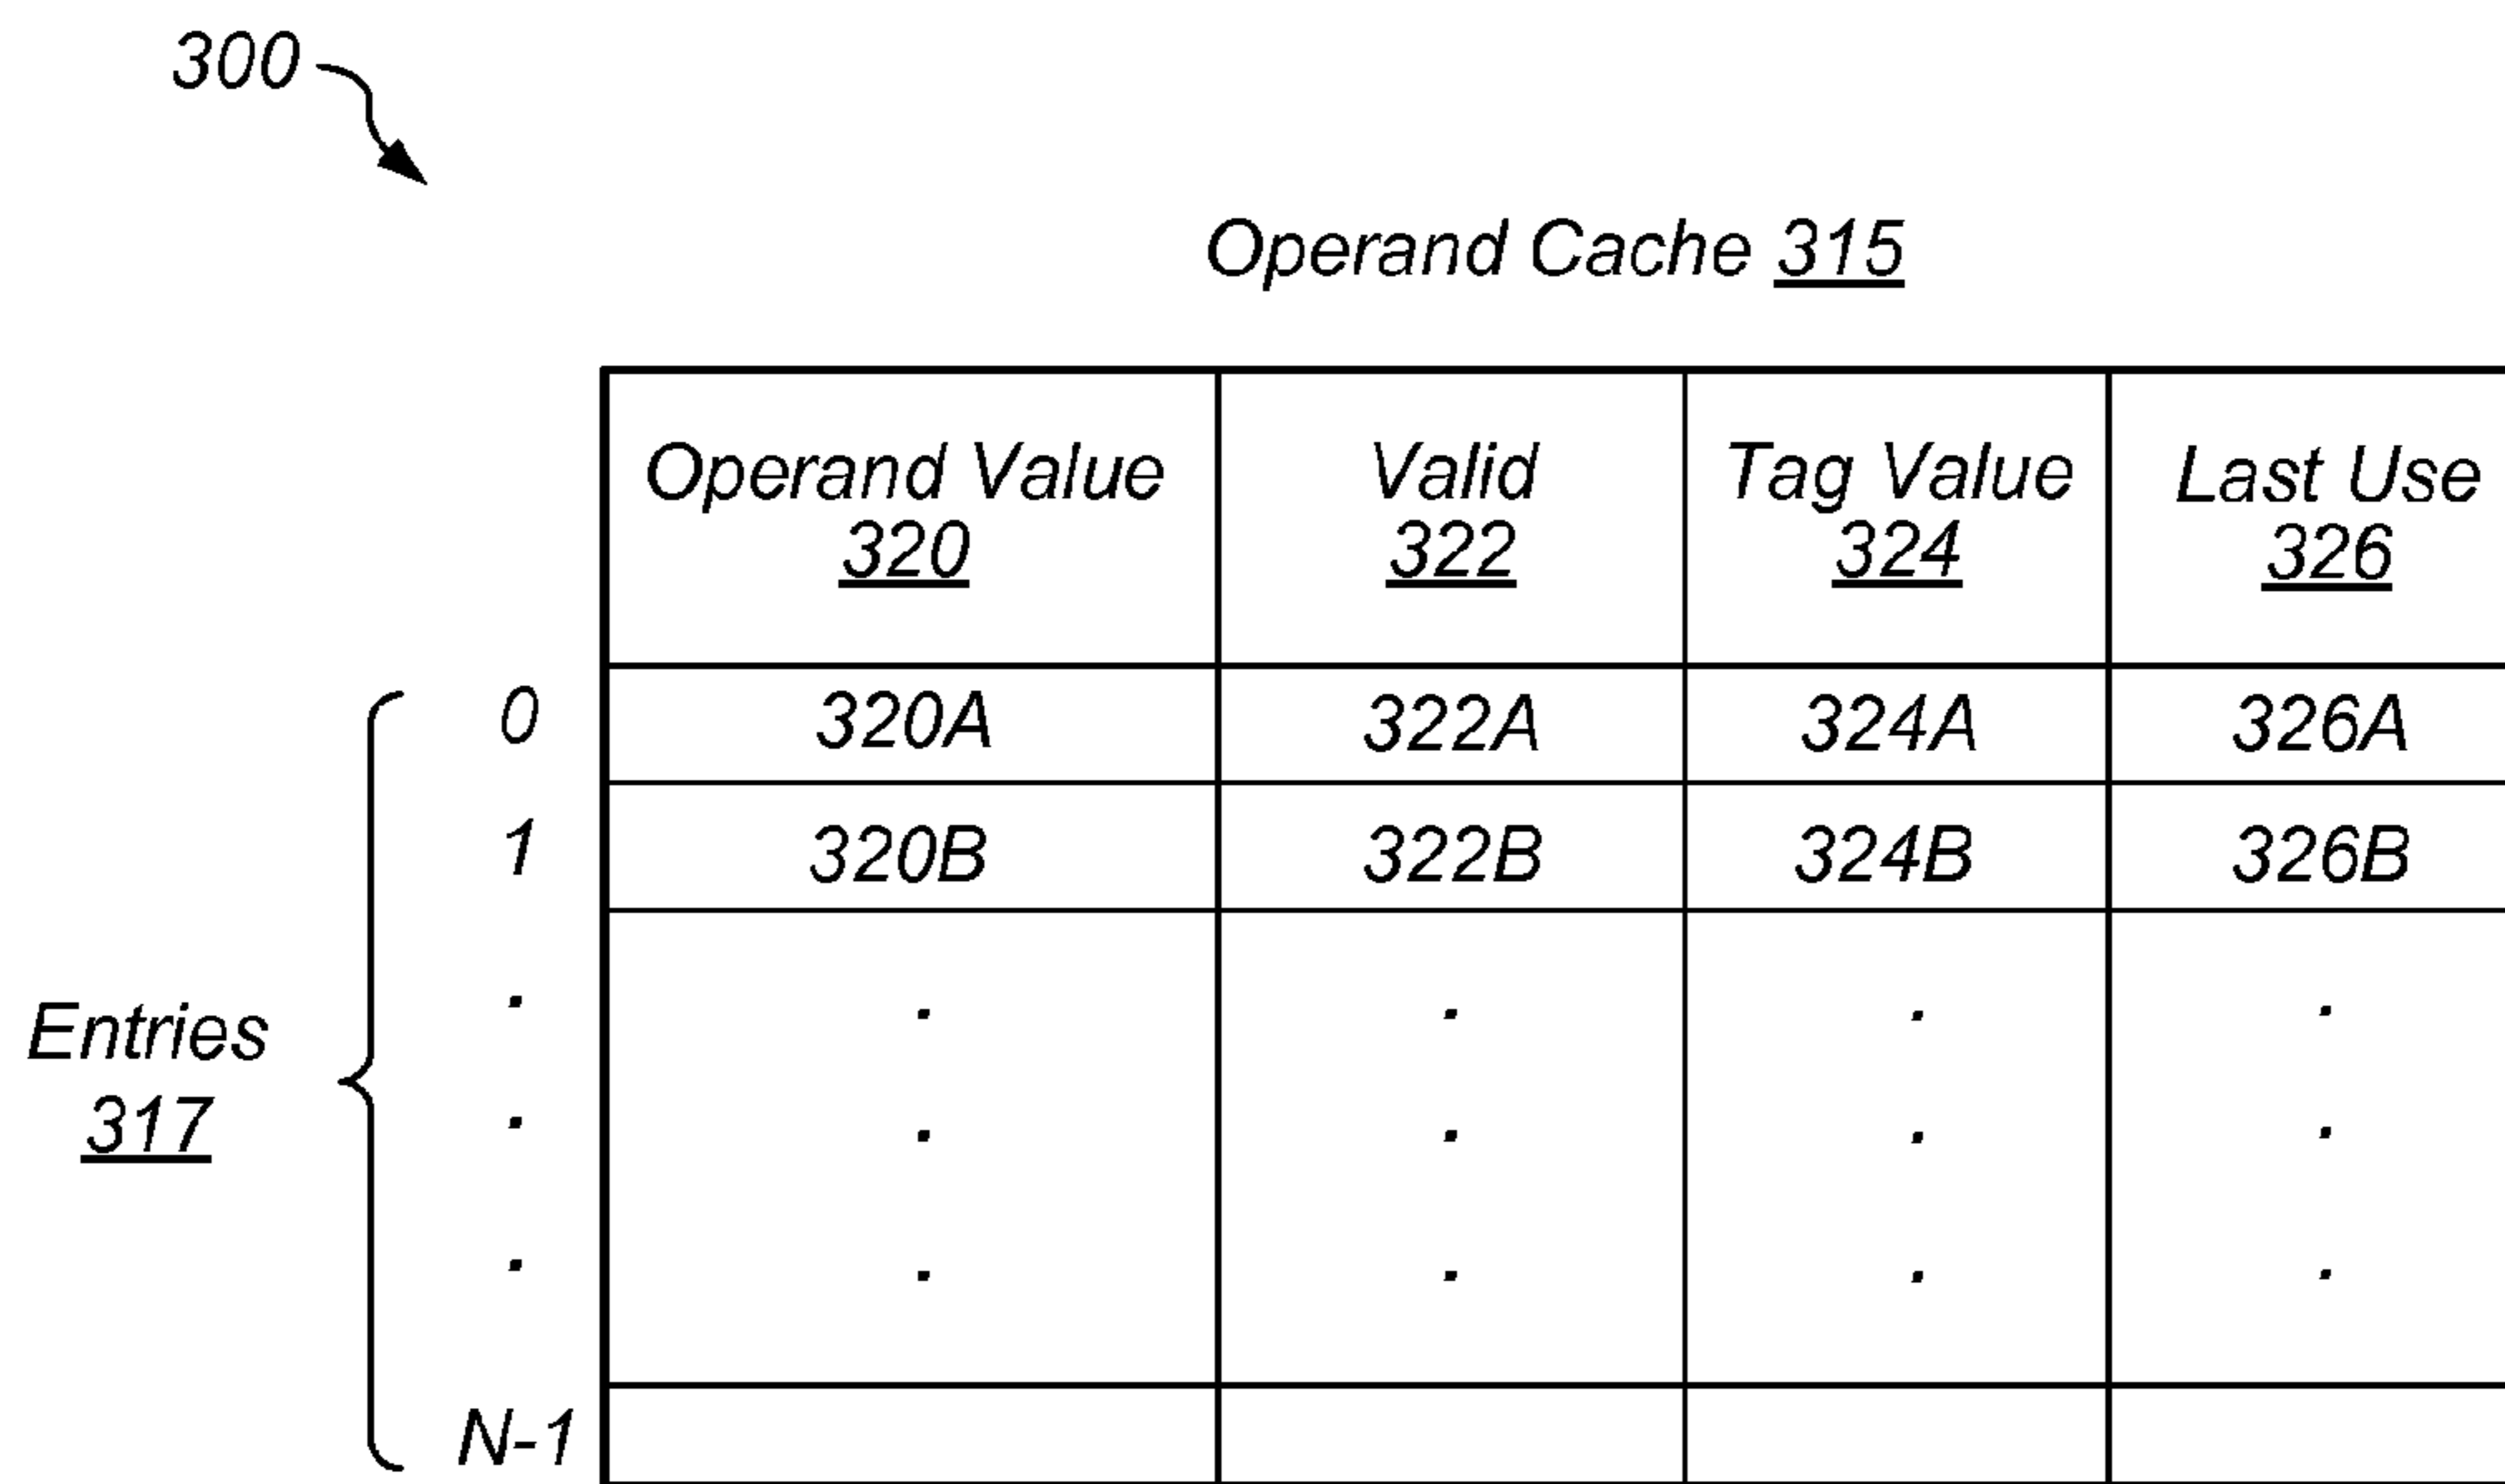 300
Operand Cache 315
Operand Value Valid Tag Value Last Use
320 322 324 326
0 320A 322A 324A 326A
1 320B 322B 324B 326B
. . . . .
. . . . .
. . . . .
Entries
317
N-1